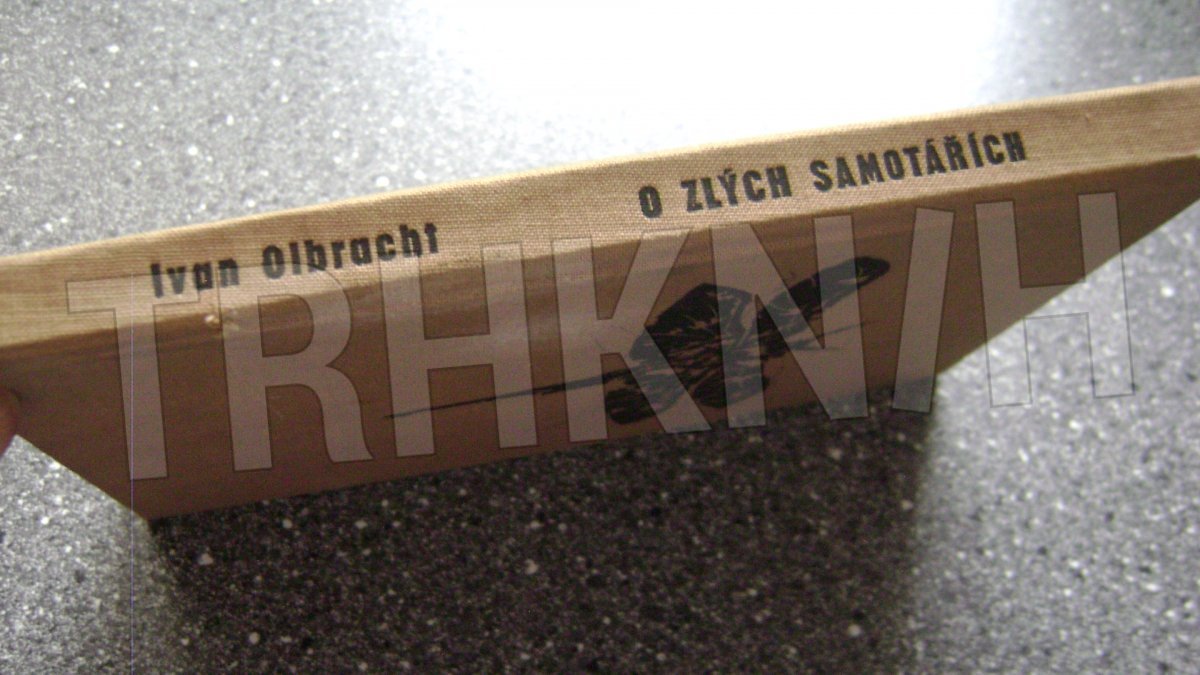 Ivan Olbracht
O ZLÝCH SAMOTÁŘÍCH
TRHKNIH